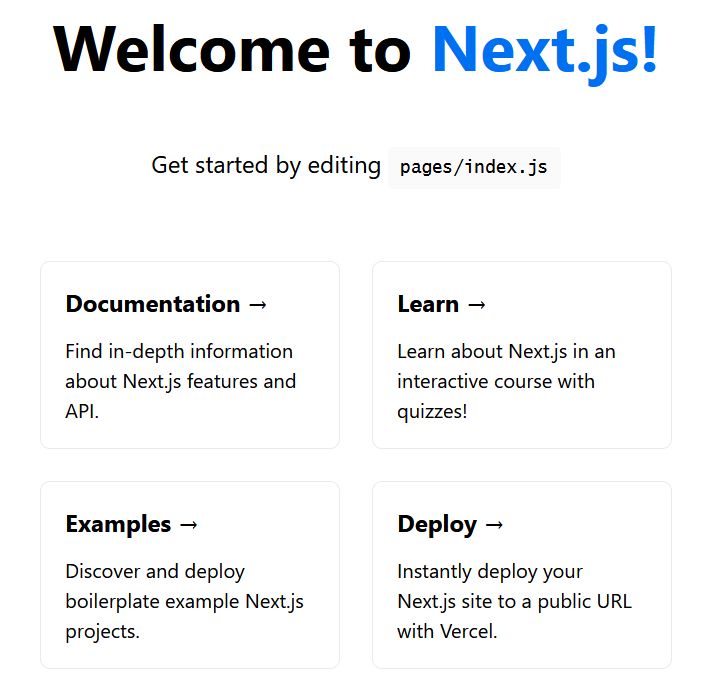 Welcome to Next.js!
Get started by editing pages/index.js
Documentation →
Find in-depth information
about Next.js features and
API.
Learn →
Learn about Next.js in an
interactive course with
quizzes!
Examples →
Discover and deploy
boilerplate example Next.js
projects.
Deploy →
Instantly deploy your
Next.js site to a public URL
with Vercel.